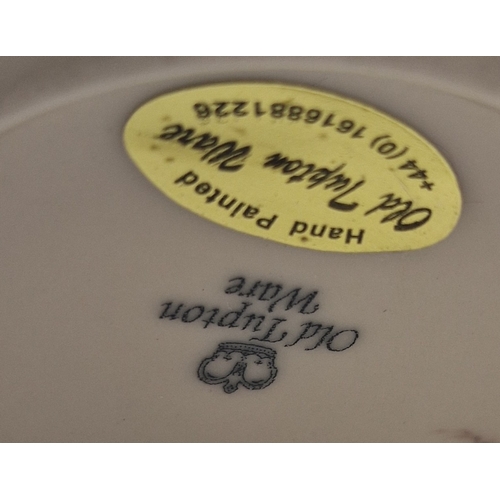 Hand Painted
Old Tupton Ware
+44 (0) 1616881226
Old Tupton
Ware